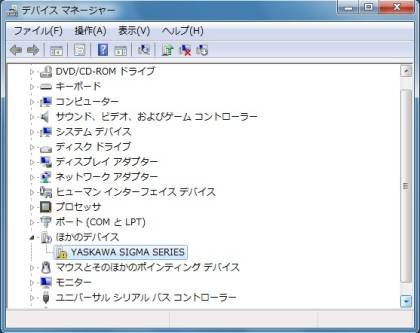 デバイス マネージャー
ファイル(F) 操作(A) 表示(V) ヘルプ(H)
DVD/CD-ROM ドライブ
キーボード
コンピューター
サウンド、ビデオ、およびゲーム コントローラー
システム デバイス
ディスク ドライブ
ディスプレイ アダプター
ネットワーク アダプター
ヒューマン インターフェイス デバイス
プロセッサ
ポート (COM と LPT)
ほかのデバイス
YASKAWA SIGMA SERIES
マウスとそのほかのポインティング デバイス
モニター
ユニバーサル シリアル バス コントローラー